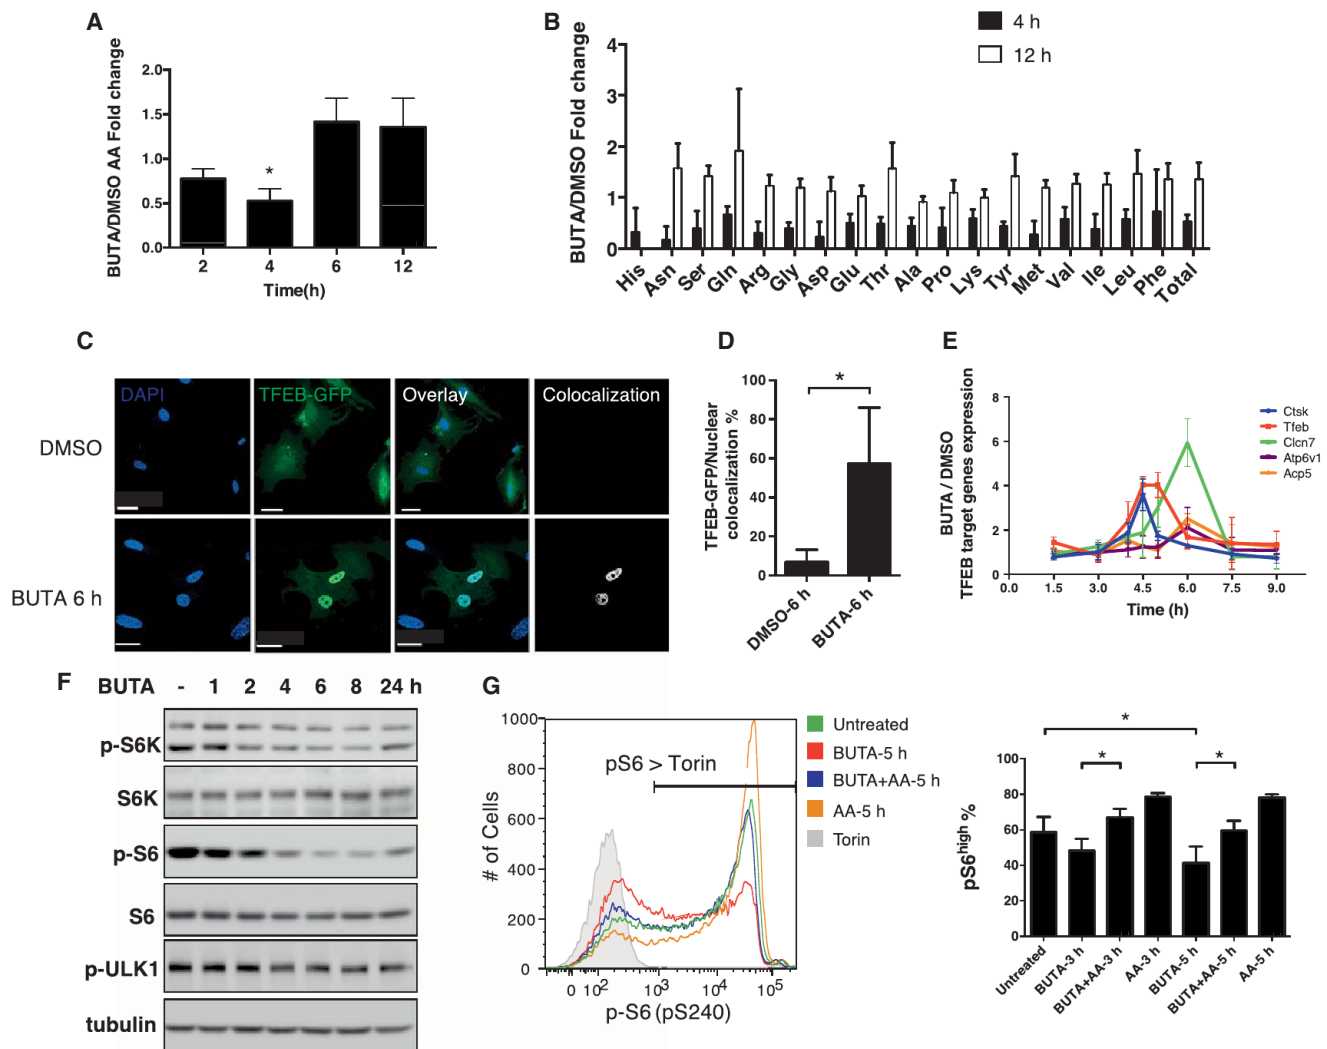 A
BUTA/DMSO AA Fold change
2.0
1.5
1.0
0.5
0.0
*
2 4 6 12
Time(h)
B
4 h
12 h
BUTA/DMSO Fold change
4
3
2
1
0
His Asn Ser Gln Arg Gly Asp Glu Thr Ala Pro Lys Tyr Met Val Ile Leu Phe Total
C
DAPI TFEB-GFP Overlay Colocalization
DMSO
BUTA 6 h
D
TFEB-GFP/Nuclear
colocalization %
100
80
60
40
20
0
*
DMSO-6 h BUTA-6 h
E
BUTA / DMSO
TFEB target genes expression
8
6
4
2
0
0.0 1.5 3.0 4.5 5 6.0 7.5 9.0
Time (h)
Ctsk
Tfeb
Clcn7
Atp6v1
Acp5
F
BUTA - 1 2 4 6 8 24 h
p-S6K
S6K
p-S6
S6
p-ULK1
tubulin
G
# of Cells
1000
800
600
400
200
0
pS6 > Torin
0 10² 10³ 10⁴ 10⁵
p-S6 (pS240)
Untreated
BUTA-5 h
BUTA+AA-5 h
AA-5 h
Torin
pS6high %
100
80
60
40
20
0
*
* *
Untreated BUTA-3 h BUTA+AA-3 h AA-3 h BUTA-5 h BUTA+AA-5 h AA-5 h